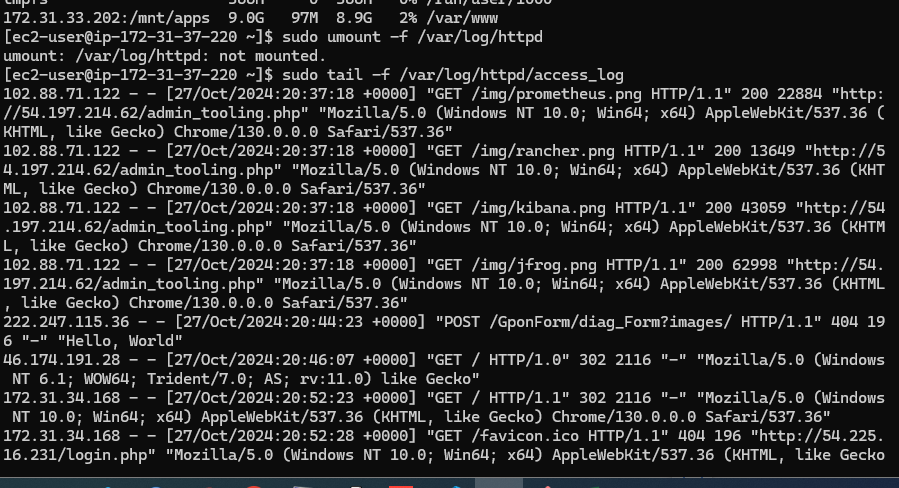 172.31.33.202:/mnt/apps  9.0G   97M  8.9G   2% /var/www
[ec2-user@ip-172-31-37-220 ~]$ sudo umount -f /var/log/httpd
umount: /var/log/httpd: not mounted.
[ec2-user@ip-172-31-37-220 ~]$ sudo tail -f /var/log/httpd/access_log
102.88.71.122 - - [27/Oct/2024:20:37:18 +0000] "GET /img/prometheus.png HTTP/1.1" 200 22884 "http:
//54.197.214.62/admin_tooling.php" "Mozilla/5.0 (Windows NT 10.0; Win64; x64) AppleWebKit/537.36 (
KHTML, like Gecko) Chrome/130.0.0.0 Safari/537.36"
102.88.71.122 - - [27/Oct/2024:20:37:18 +0000] "GET /img/rancher.png HTTP/1.1" 200 13649 "http://5
4.197.214.62/admin_tooling.php" "Mozilla/5.0 (Windows NT 10.0; Win64; x64) AppleWebKit/537.36 (KHT
ML, like Gecko) Chrome/130.0.0.0 Safari/537.36"
102.88.71.122 - - [27/Oct/2024:20:37:18 +0000] "GET /img/kibana.png HTTP/1.1" 200 43059 "http://54
.197.214.62/admin_tooling.php" "Mozilla/5.0 (Windows NT 10.0; Win64; x64) AppleWebKit/537.36 (KHTM
L, like Gecko) Chrome/130.0.0.0 Safari/537.36"
102.88.71.122 - - [27/Oct/2024:20:37:18 +0000] "GET /img/jfrog.png HTTP/1.1" 200 62998 "http://54.
197.214.62/admin_tooling.php" "Mozilla/5.0 (Windows NT 10.0; Win64; x64) AppleWebKit/537.36 (KHTML
, like Gecko) Chrome/130.0.0.0 Safari/537.36"
222.247.115.36 - - [27/Oct/2024:20:44:23 +0000] "POST /GponForm/diag_Form?images/ HTTP/1.1" 404 19
6 "-" "Hello, World"
46.174.191.28 - - [27/Oct/2024:20:46:07 +0000] "GET / HTTP/1.0" 302 2116 "-" "Mozilla/5.0 (Windows
 NT 6.1; WOW64; Trident/7.0; AS; rv:11.0) like Gecko"
172.31.34.168 - - [27/Oct/2024:20:52:23 +0000] "GET / HTTP/1.1" 302 2116 "-" "Mozilla/5.0 (Windows
 NT 10.0; Win64; x64) AppleWebKit/537.36 (KHTML, like Gecko) Chrome/130.0.0.0 Safari/537.36"
172.31.34.168 - - [27/Oct/2024:20:52:28 +0000] "GET /favicon.ico HTTP/1.1" 404 196 "http://54.225.
16.231/login.php" "Mozilla/5.0 (Windows NT 10.0; Win64; x64) AppleWebKit/537.36 (KHTML, like Gecko